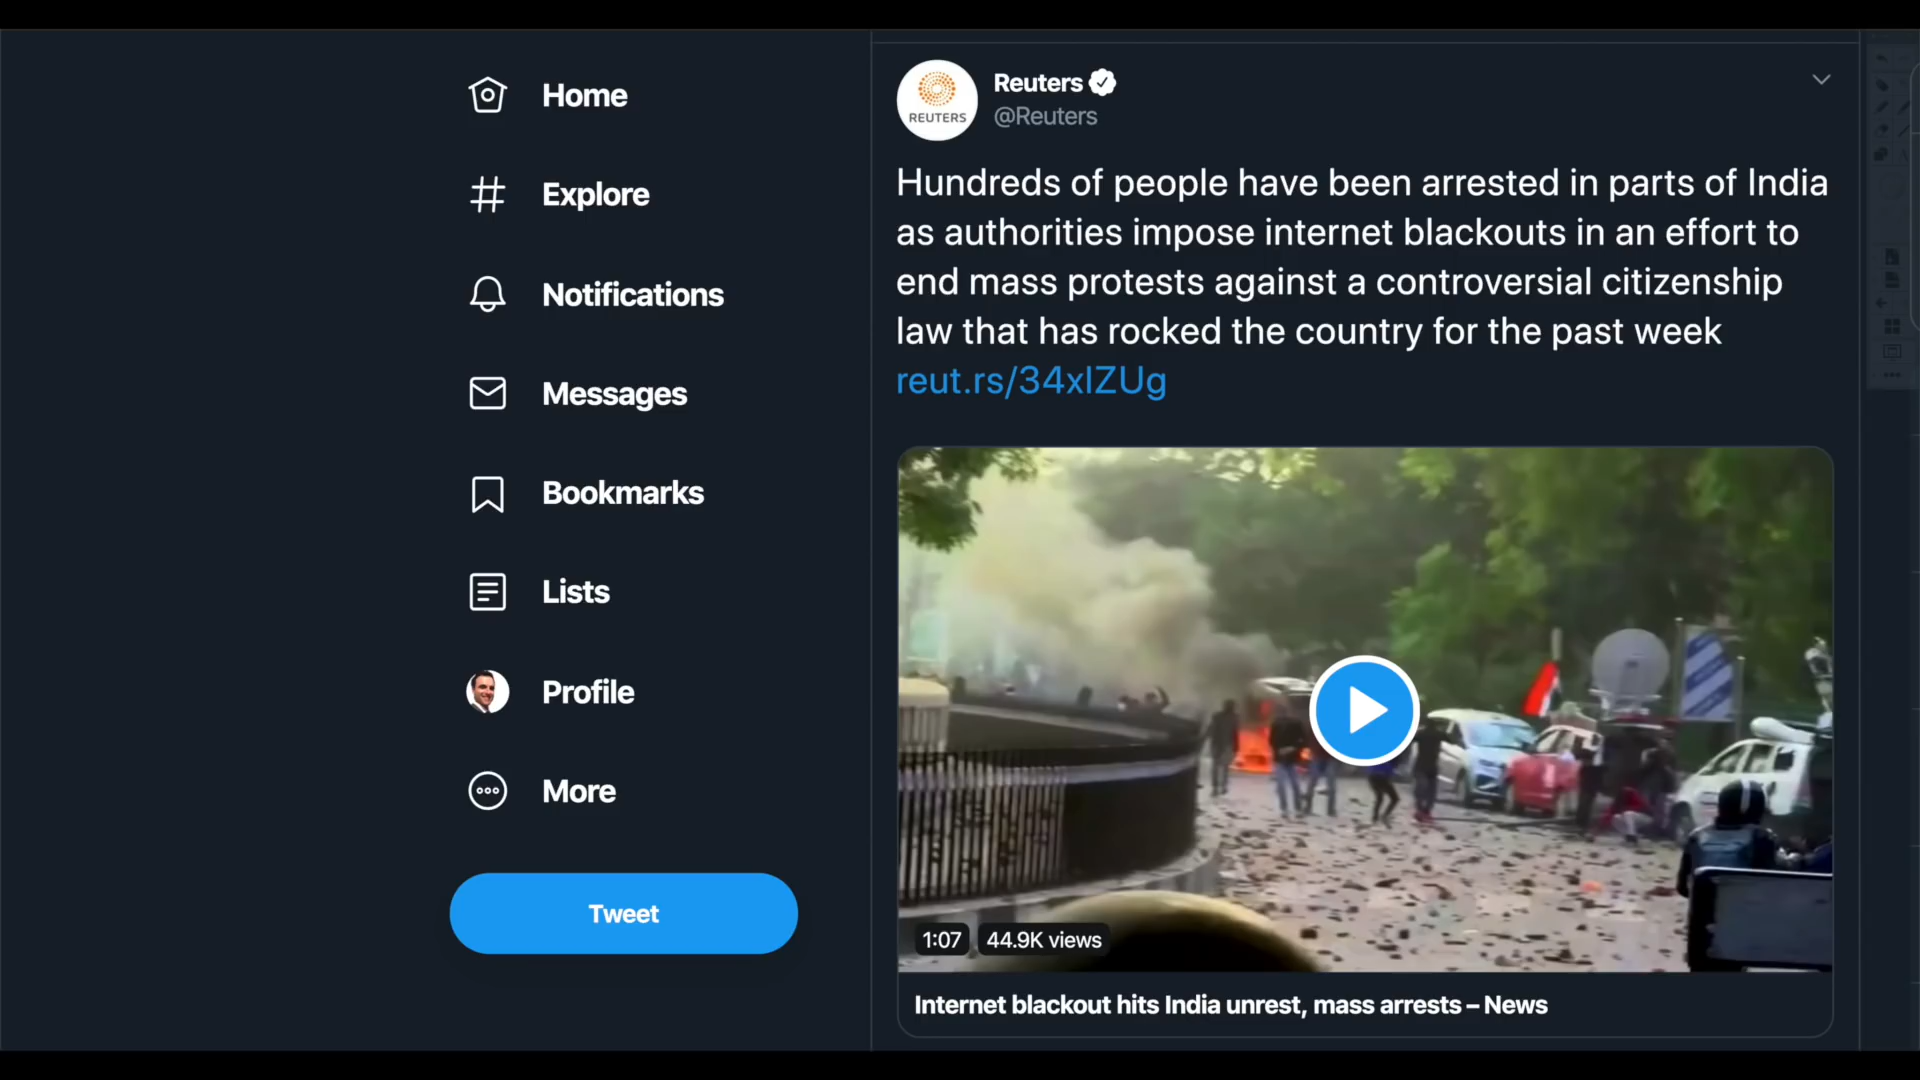 Home
Explore
Notifications
Messages
Bookmarks
Lists
Profile
More
Tweet
REUTERS
Reuters
@Reuters
Hundreds of people have been arrested in parts of India
as authorities impose internet blackouts in an effort to
end mass protests against a controversial citizenship
law that has rocked the country for the past week
reut.rs/34xIZUg
1:07 44.9K views
Internet blackout hits India unrest, mass arrests – News